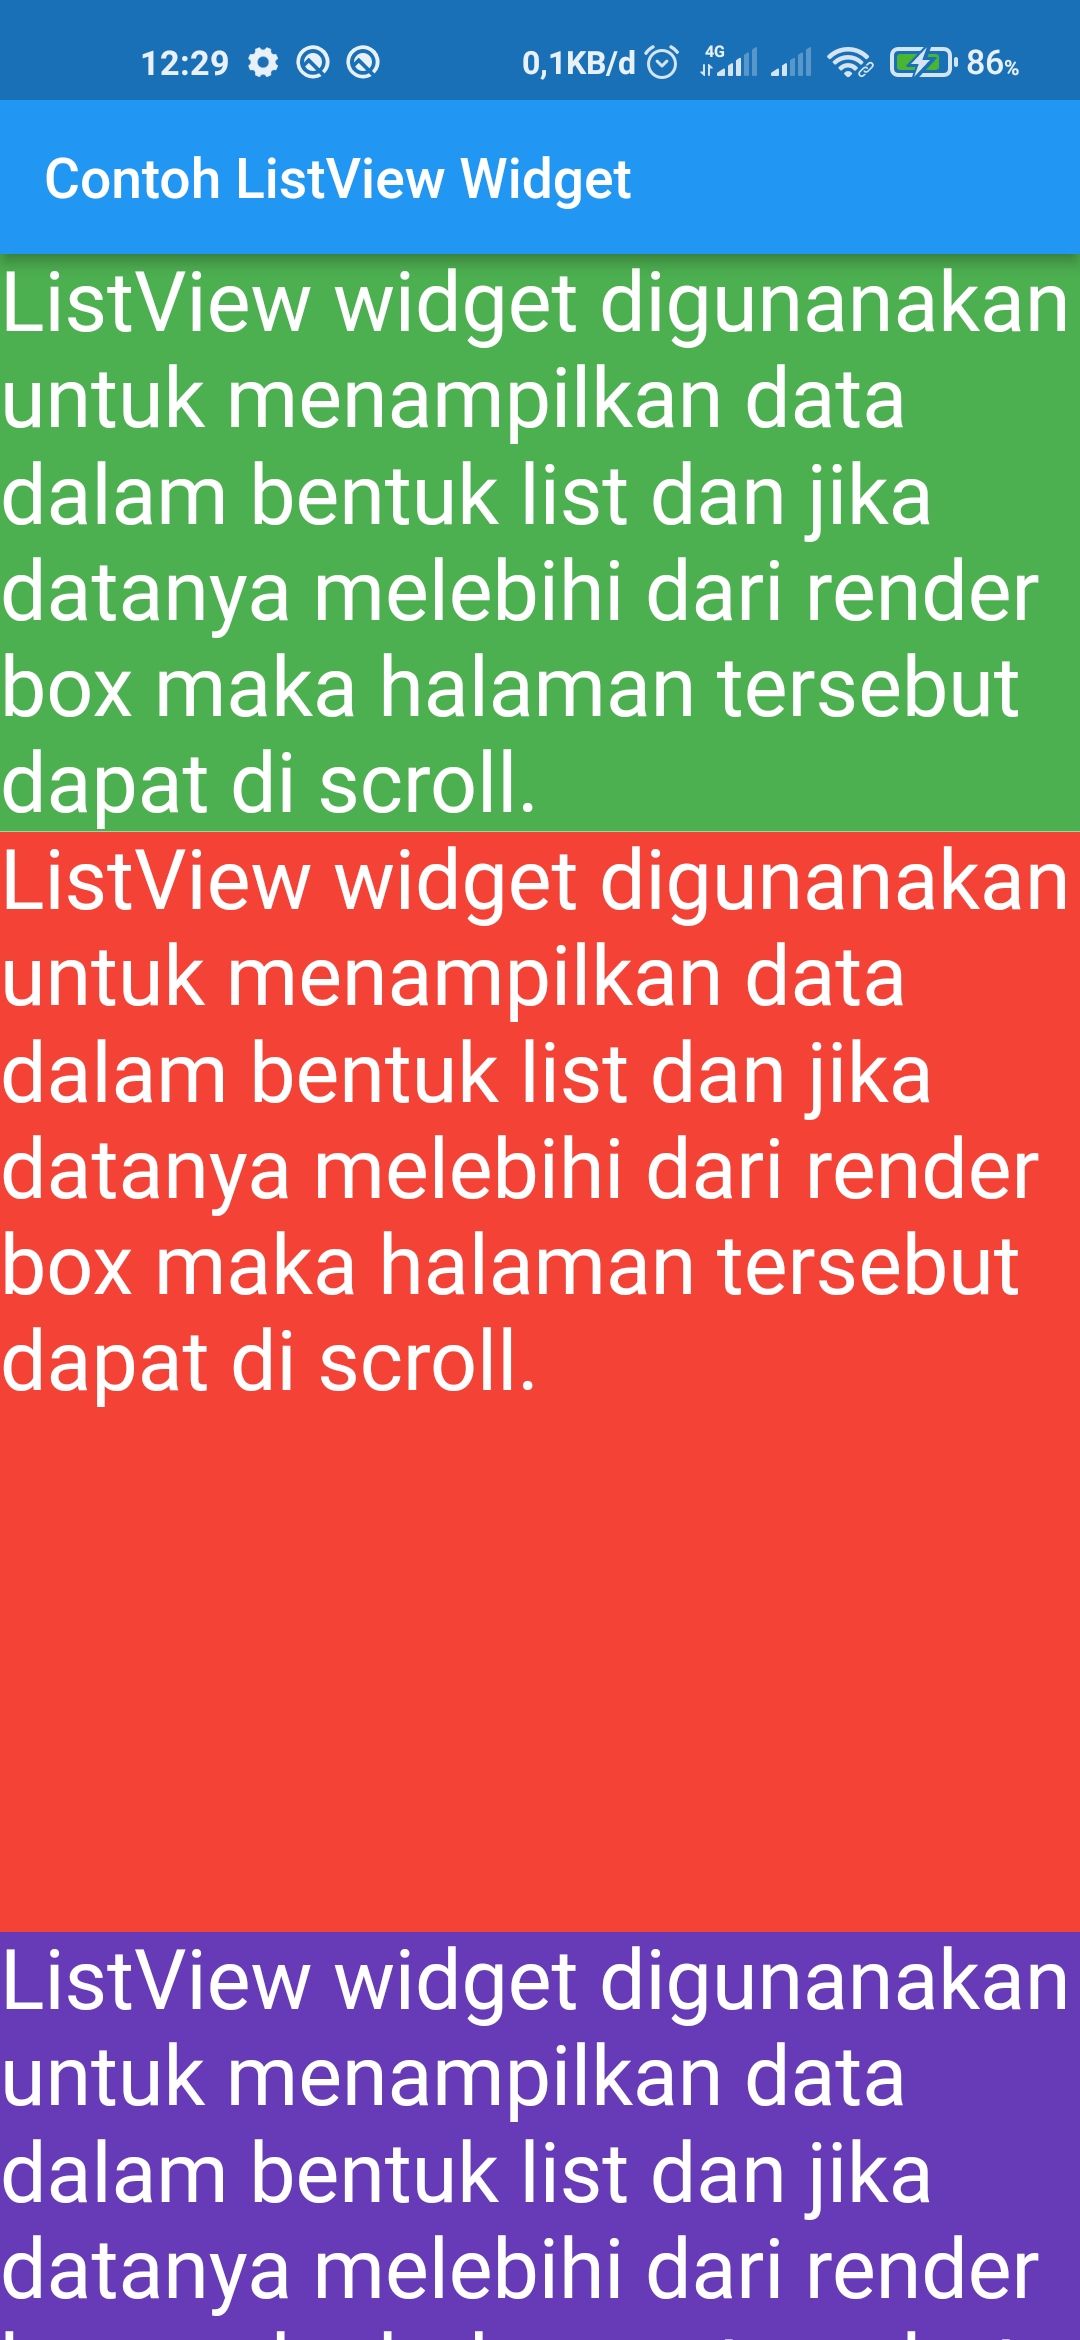 12:29 0,1KB/d 4G 86%
Contoh ListView Widget
ListView widget digunanakan
untuk menampilkan data
dalam bentuk list dan jika
datanya melebihi dari render
box maka halaman tersebut
dapat di scroll.
ListView widget digunanakan
untuk menampilkan data
dalam bentuk list dan jika
datanya melebihi dari render
box maka halaman tersebut
dapat di scroll.
ListView widget digunanakan
untuk menampilkan data
dalam bentuk list dan jika
datanya melebihi dari render